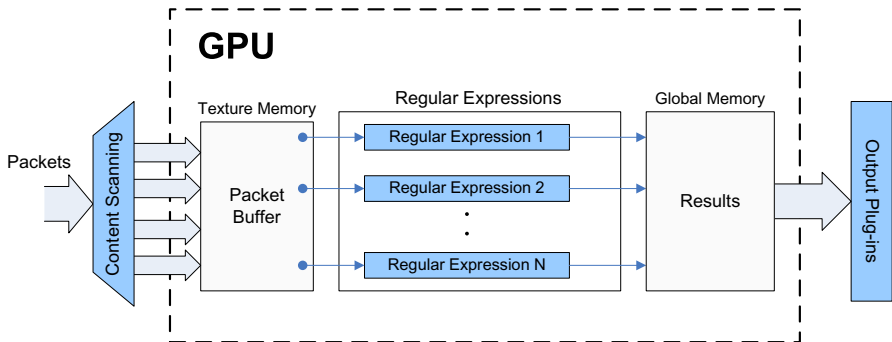 GPU
Packets
Content Scanning
Texture Memory
Packet
Buffer
Regular Expressions
Regular Expression 1
Regular Expression 2
Regular Expression N
Global Memory
Results
Output Plug-ins